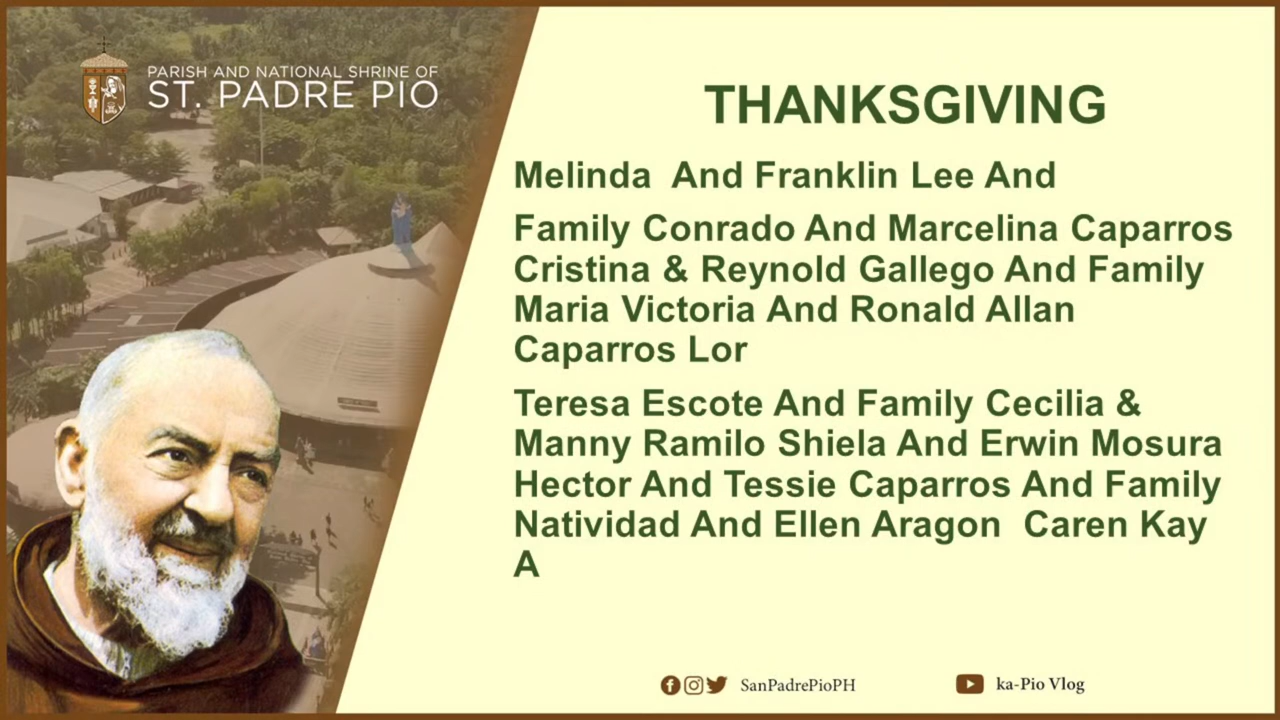 PARISH AND NATIONAL SHRINE OF
ST. PADRE PIO
THANKSGIVING
Melinda  And Franklin Lee And
Family Conrado And Marcelina Caparros
Cristina & Reynold Gallego And Family
Maria Victoria And Ronald Allan
Caparros Lor
Teresa Escote And Family Cecilia &
Manny Ramilo Shiela And Erwin Mosura
Hector And Tessie Caparros And Family
Natividad And Ellen Aragon  Caren Kay
A
SanPadrePioPH
ka-Pio Vlog